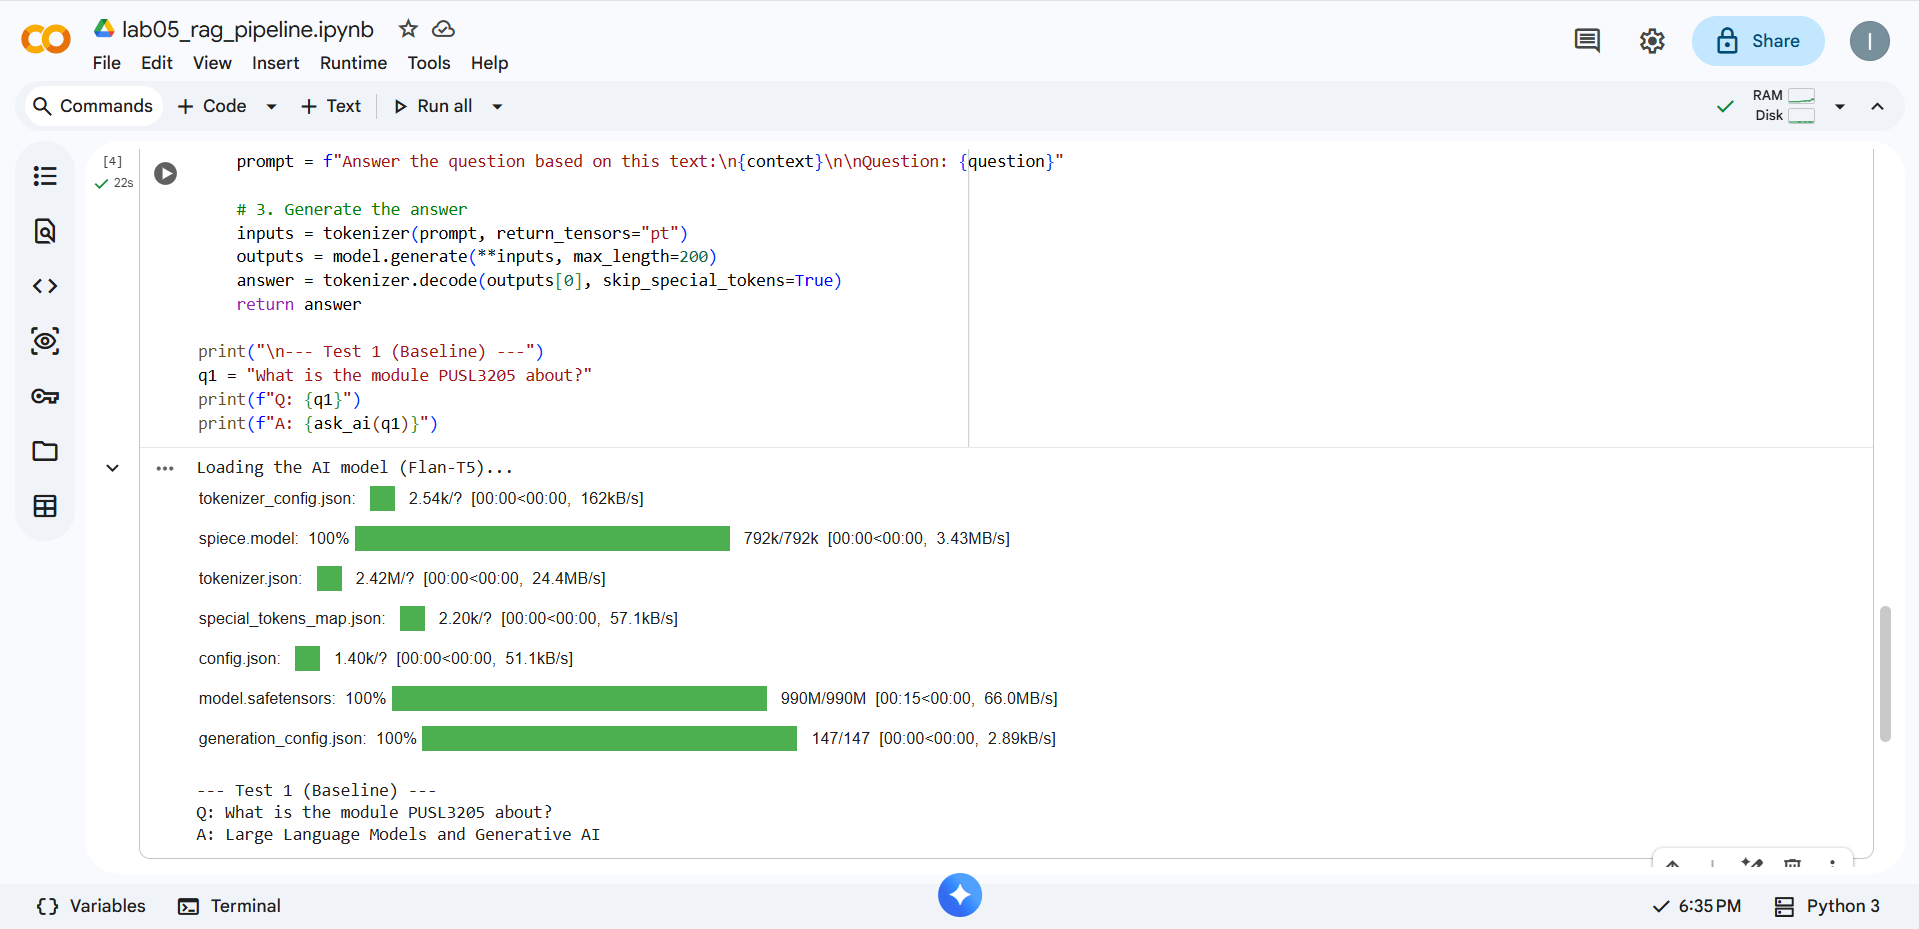 lab05_rag_pipeline.ipynb
File Edit View Insert Runtime Tools Help
Share
I
Commands + Code + Text Run all
RAM
Disk
[4]
22s
prompt = f"Answer the question based on this text:\n{context}\n\nQuestion: {question}"
# 3. Generate the answer
inputs = tokenizer(prompt, return_tensors="pt")
outputs = model.generate(**inputs, max_length=200)
answer = tokenizer.decode(outputs[0], skip_special_tokens=True)
return answer
print("\n--- Test 1 (Baseline) ---")
q1 = "What is the module PUSL3205 about?"
print(f"Q: {q1}")
print(f"A: {ask_ai(q1)}")
Loading the AI model (Flan-T5)...
tokenizer_config.json: 2.54k/? [00:00<00:00, 162kB/s]
spiece.model: 100% 792k/792k [00:00<00:00, 3.43MB/s]
tokenizer.json: 2.42M/? [00:00<00:00, 24.4MB/s]
special_tokens_map.json: 2.20k/? [00:00<00:00, 57.1kB/s]
config.json: 1.40k/? [00:00<00:00, 51.1kB/s]
model.safetensors: 100% 990M/990M [00:15<00:00, 66.0MB/s]
generation_config.json: 100% 147/147 [00:00<00:00, 2.89kB/s]
--- Test 1 (Baseline) ---
Q: What is the module PUSL3205 about?
A: Large Language Models and Generative AI
Variables Terminal
6:35 PM Python 3